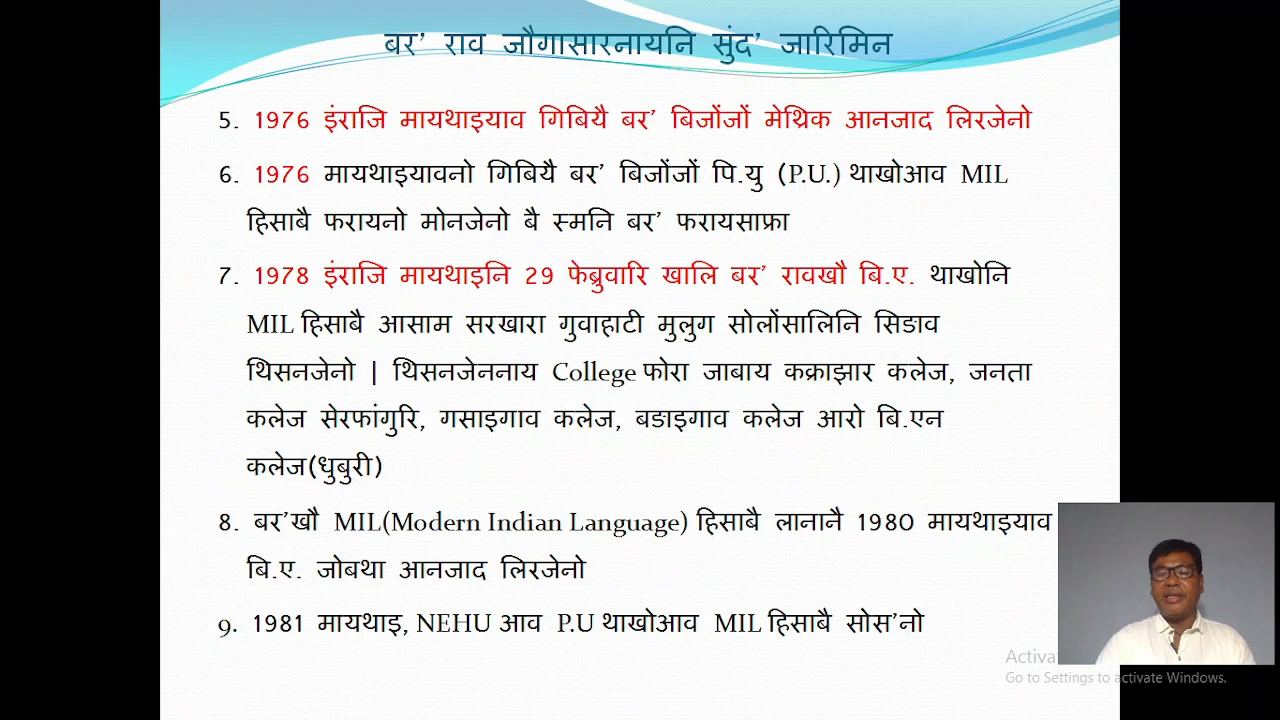 बर’ राव जौगासारनायनि सुंद’ जारिमिन
5. 1976 इंराजि मायथाइयाव गिबियै बर’ बिजोंजों मेथ्रिक आनजाद लिरजेनो
6. 1976 मायथाइयावनो गिबियै बर’ बिजोंजों पि.यु (P.U.) थाखोआव MIL
हिसाबै फरायनो मोनजेनो बै स्मनि बर’ फरायसाफ्रा
7. 1978 इंराजि मायथाइनि 29 फेब्रुवारि खालि बर’ रावखौ बि.ए. थाखोनि
MIL हिसाबै आसाम सरखारा गुवाहाटी मुलुग सोलोंसालिनि सिङाव
थिसनजेनो | थिसनजेननाय College फोरा जाबाय कक्राझार कलेज, जनता
कलेज सेरफांगुरि, गसाइगाव कलेज, बङाइगाव कलेज आरो बि.एन
कलेज(धुबुरी)
8. बर’खौ MIL(Modern Indian Language) हिसाबै लानानै 1980 मायथाइयाव
बि.ए. जोबथा आनजाद लिरजेनो
9. 1981 मायथाइ, NEHU आव P.U थाखोआव MIL हिसाबै सोस’नो
Go to Settings to activate Windows.